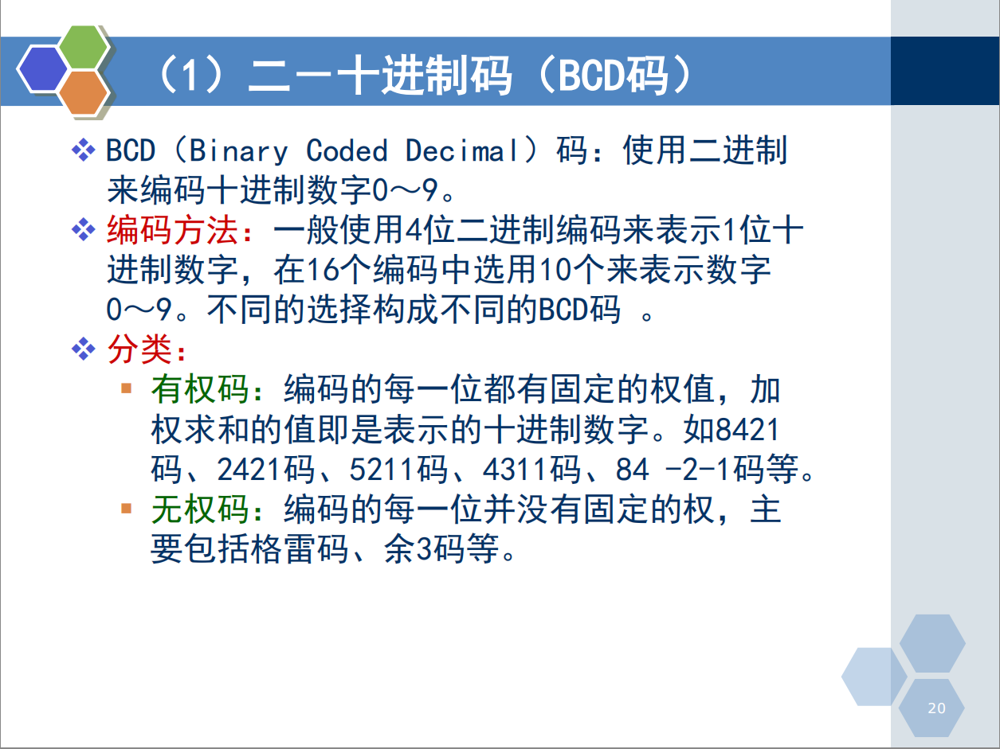 （1）二－十进制码（BCD码）
BCD（Binary Coded Decimal）码：使用二进制
来编码十进制数字0～9。
编码方法：一般使用4位二进制编码来表示1位十
进制数字，在16个编码中选用10个来表示数字
0～9。不同的选择构成不同的BCD码 。
分类：
有权码：编码的每一位都有固定的权值，加
权求和的值即是表示的十进制数字。如8421
码、2421码、5211码、4311码、84 -2-1码等。
无权码：编码的每一位并没有固定的权，主
要包括格雷码、余3码等。
20